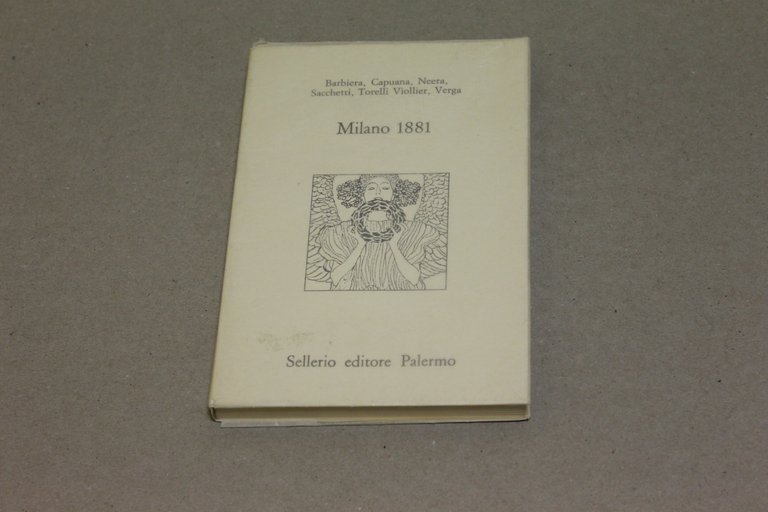 Barbiera, Capuana, Neera,
Sacchetti, Torelli Viollier, Verga
Milano 1881
Sellerio editore Palermo